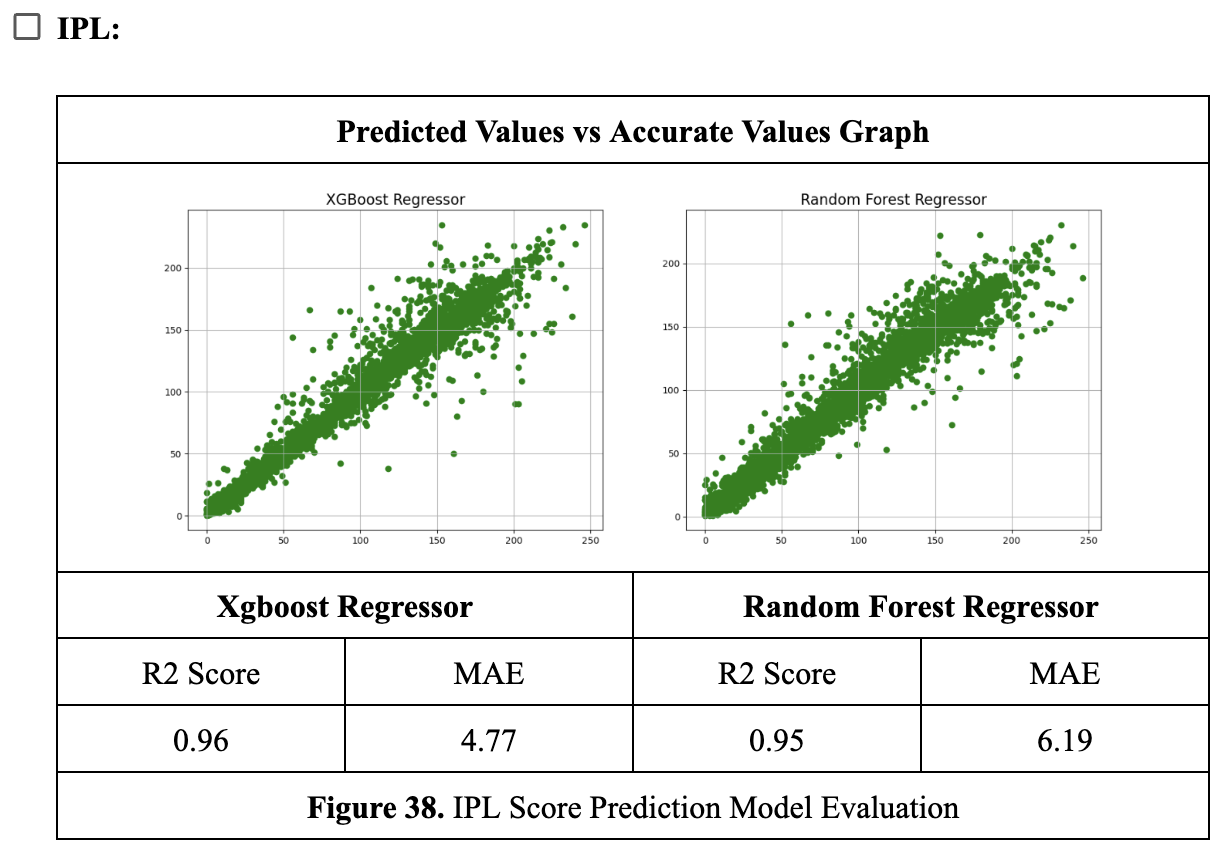 IPL:
Predicted Values vs Accurate Values Graph
XGBoost Regressor
200
150
100
50
0
0 50 100 150 200 250
Random Forest Regressor
200
150
100
50
0
0 50 100 150 200 250
Xgboost Regressor Random Forest Regressor
R2 Score MAE R2 Score MAE
0.96 4.77 0.95 6.19
Figure 38. IPL Score Prediction Model Evaluation